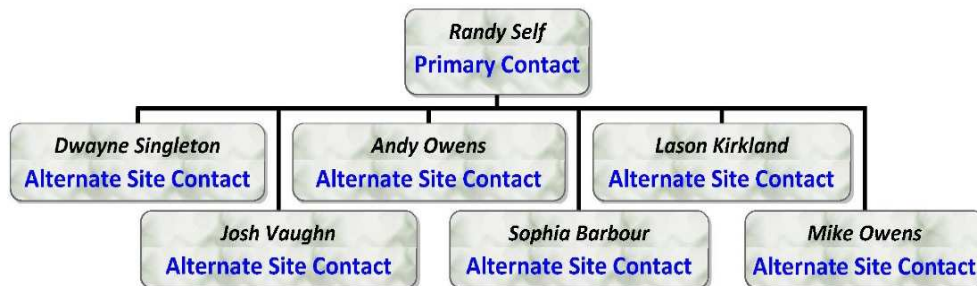 Randy Self
Primary Contact
Dwayne Singleton
Alternate Site Contact
Andy Owens
Alternate Site Contact
Lason Kirkland
Alternate Site Contact
Josh Vaughn
Alternate Site Contact
Sophia Barbour
Alternate Site Contact
Mike Owens
Alternate Site Contact